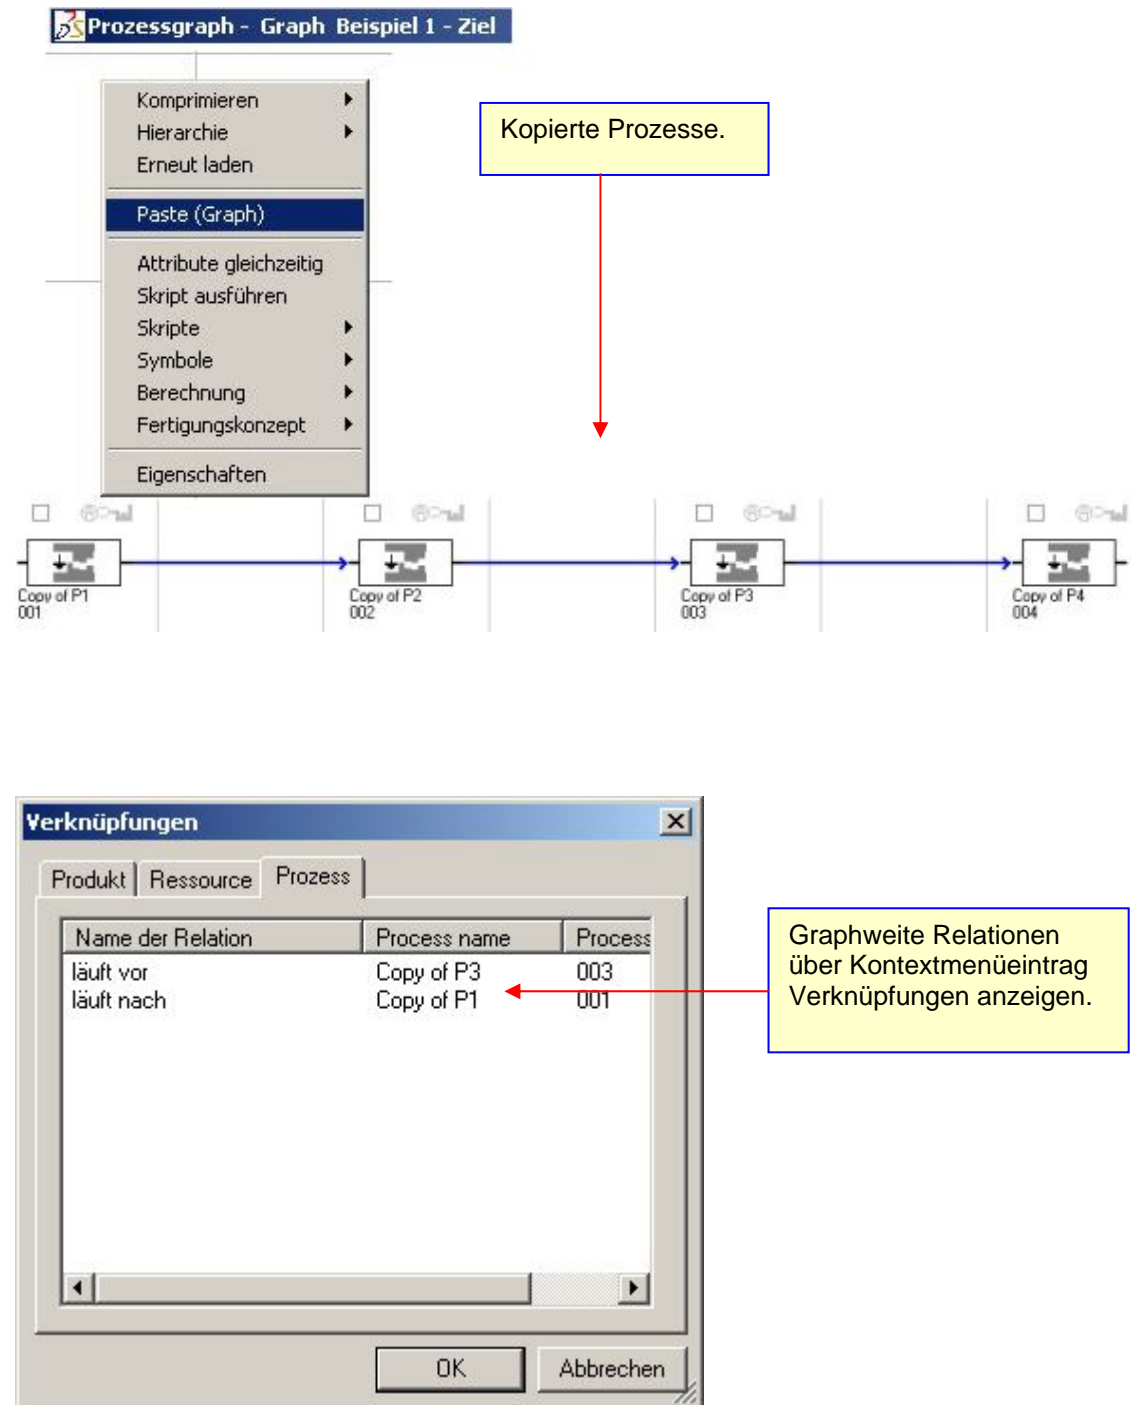 Prozessgraph - Graph Beispiel 1 - Ziel
Komprimieren
Hierarchie
Erneut laden
Paste (Graph)
Attribute gleichzeitig
Skript ausführen
Skripte
Symbole
Berechnung
Fertigungskonzept
Eigenschaften
Kopierte Prozesse.
Copy of P1
001
Copy of P2
002
Copy of P3
003
Copy of P4
004
Verknüpfungen
Produkt Ressource Prozess
Name der Relation Process name Process
läuft vor Copy of P3 003
läuft nach Copy of P1 001
OK Abbrechen
Graphweite Relationen
über Kontextmenüeintrag
Verknüpfungen anzeigen.